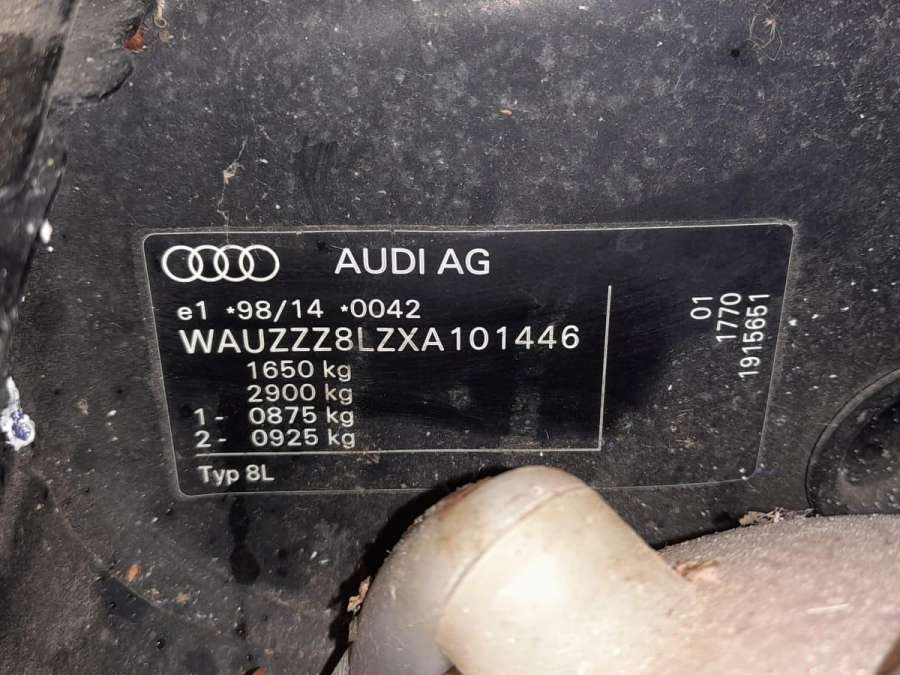 AUDI AG
e1 *98/14 *0042
WAUZZZ8LZXA101446
1650 kg
2900 kg
1- 0875 kg
2- 0925 kg
Typ 8L
01
1770
1915651